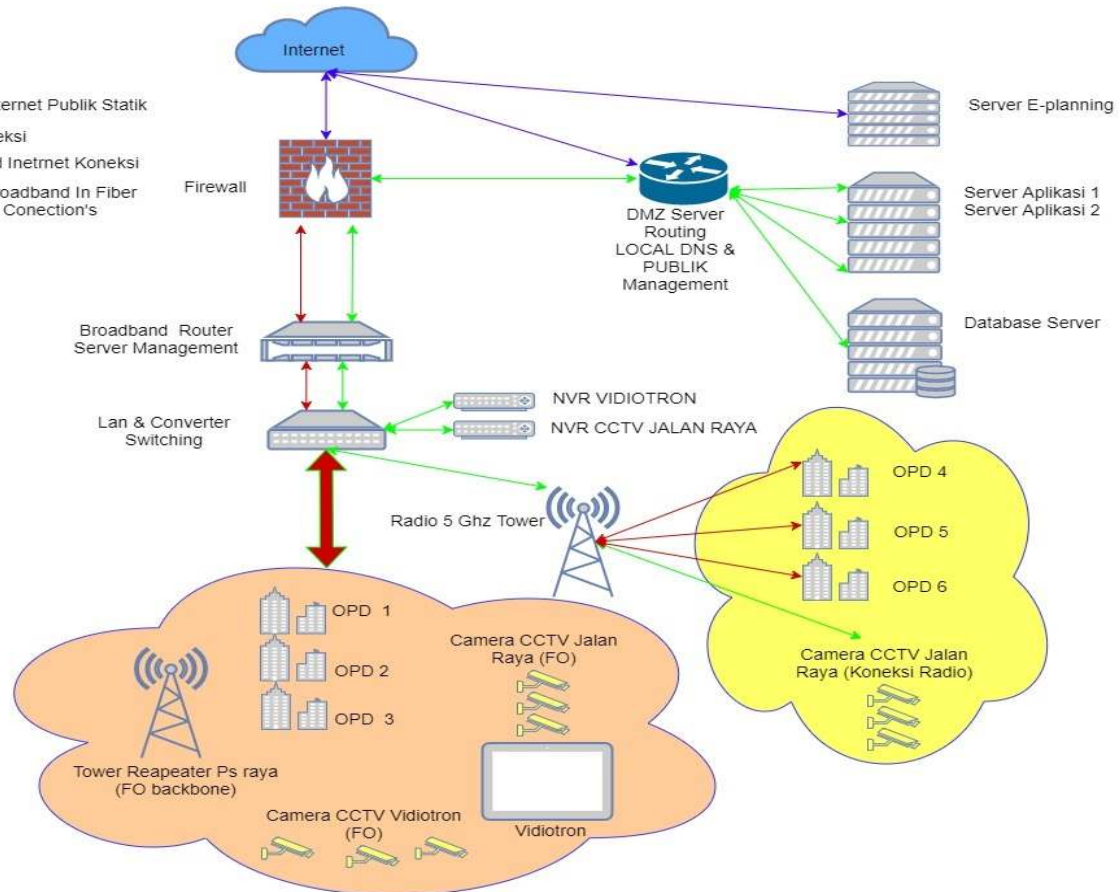 Internet
ternet Publik Statik
eksi
d Inetrnet Koneksi
roadband In Fiber
Conection's
Firewall
Server E-planning
DMZ Server
Routing
LOCAL DNS &
PUBLIK
Management
Server Aplikasi 1
Server Aplikasi 2
Broadband Router
Server Management
Database Server
Lan & Converter
Switching
NVR VIDIOTRON
NVR CCTV JALAN RAYA
Radio 5 Ghz Tower
OPD 4
OPD 5
OPD 6
Camera CCTV Jalan
Raya (Koneksi Radio)
OPD 1
OPD 2
OPD 3
Camera CCTV Jalan
Raya (FO)
Tower Reapeater Ps raya
(FO backbone)
Camera CCTV Vidiotron
(FO)
Vidiotron